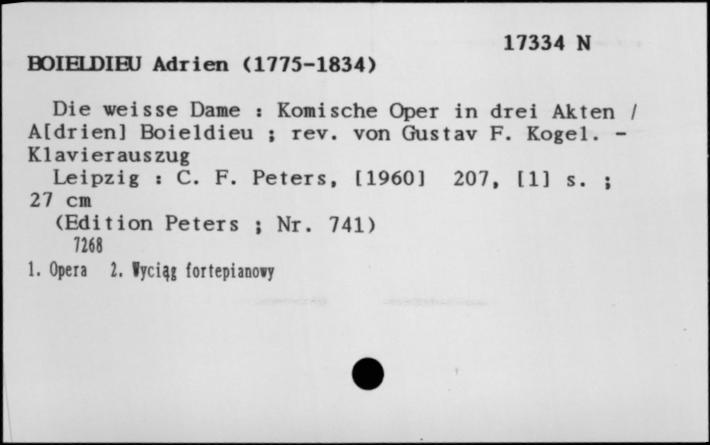 17334 N
BOIELDIEU Adrien (1775-1834)
Die weisse Dame : Komische Oper in drei Akten /
A[drien] Boieldieu ; rev. von Gustav F. Kogel. -
Klavierauszug
Leipzig : C. F. Peters, [1960] 207, [1] s. ;
27 cm
(Edition Peters ; Nr. 741)
7268
1. Opera 2. Wyciąg fortepianowy